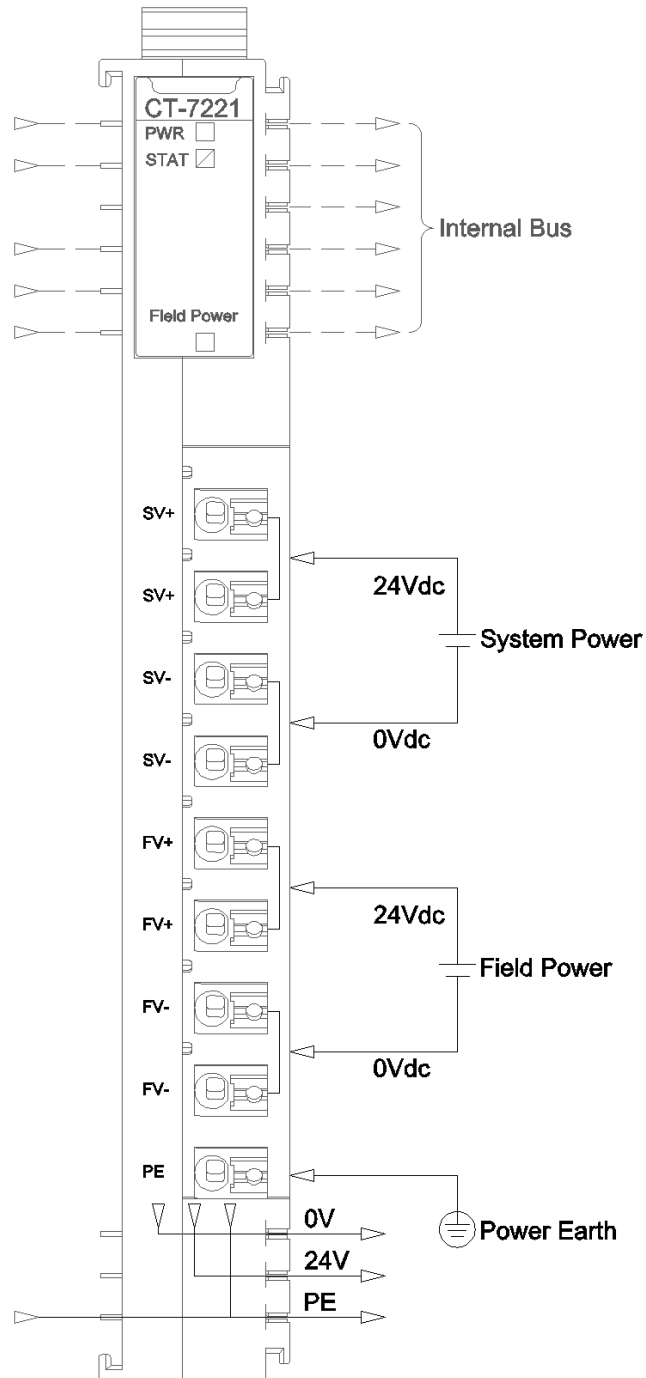 CT-7221
PWR
STAT
Internal Bus
Field Power
SV+
24Vdc
SV+
System Power
SV-
0Vdc
SV-
FV+
24Vdc
FV+
Field Power
FV-
0Vdc
FV-
PE
0V
Power Earth
24V
PE